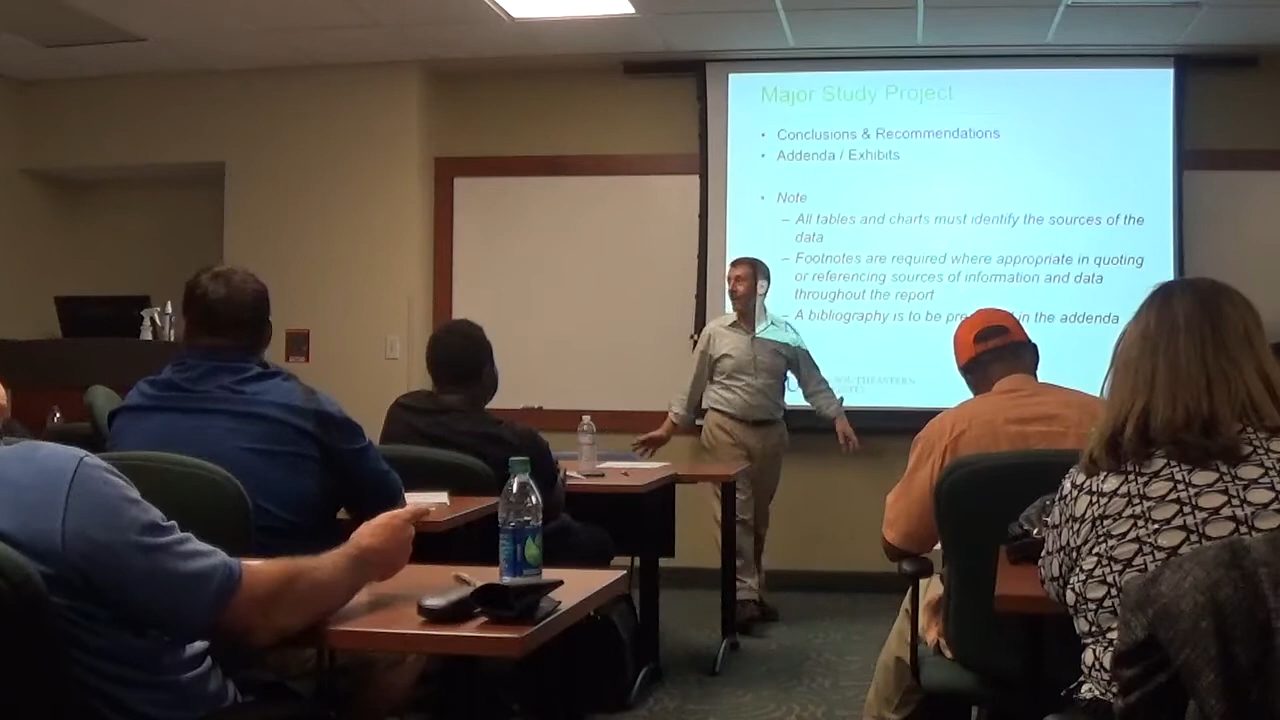 Major Study Project
• Conclusions & Recommendations
• Addenda / Exhibits
• Note
– All tables and charts must identify the sources of the
data
– Footnotes are required where appropriate in quoting
or referencing sources of information and data
throughout the report
– A bibliography is to be in the addenda
SOUTHEASTERN